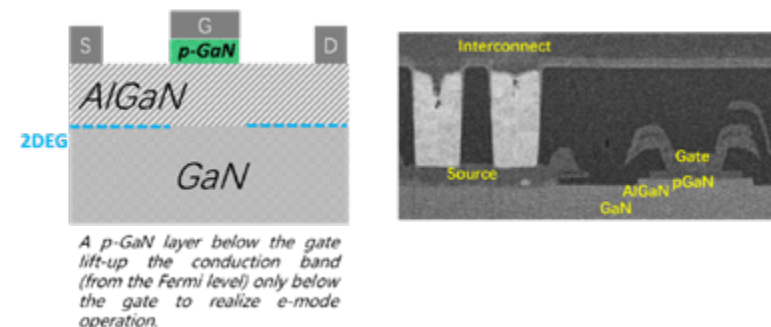 G
S
p-GaN
D
AlGaN
2DEG
GaN
A p-GaN layer below the gate
lift-up the conduction band
(from the Fermi level) only below
the gate to realize e-mode
operation.
Interconnect
Source
Gate
pGaN
AlGaN
GaN